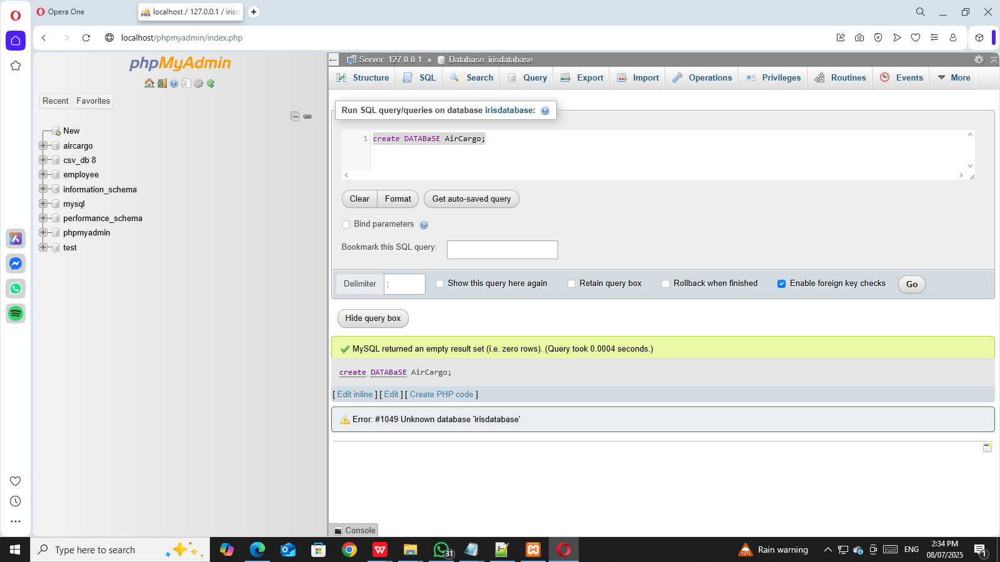 Opera One
localhost / 127.0.0.1 / irisd
localhost/phpmyadmin/index.php
phpMyAdmin
Recent
Favorites
New
aircargo
csv_db 8
employee
information_schema
mysql
performance_schema
phpmyadmin
test
Server: 127.0.0.1 » Database: irisdatabase
Structure SQL Search Query Export Import Operations Privileges Routines Events More
Run SQL query/queries on database irisdatabase:
1 create DATABaSE AirCargo;
Clear Format Get auto-saved query
Bind parameters
Bookmark this SQL query:
Delimiter ; Show this query here again Retain query box Rollback when finished Enable foreign key checks Go
Hide query box
MySQL returned an empty result set (i.e. zero rows). (Query took 0.0004 seconds.)
create DATABaSE AirCargo;
[ Edit inline ] [ Edit ] [ Create PHP code ]
Error: #1049 Unknown database 'irisdatabase'
Console
Type here to search
31
Rain warning
ENG
2:34 PM
08/07/2025
1